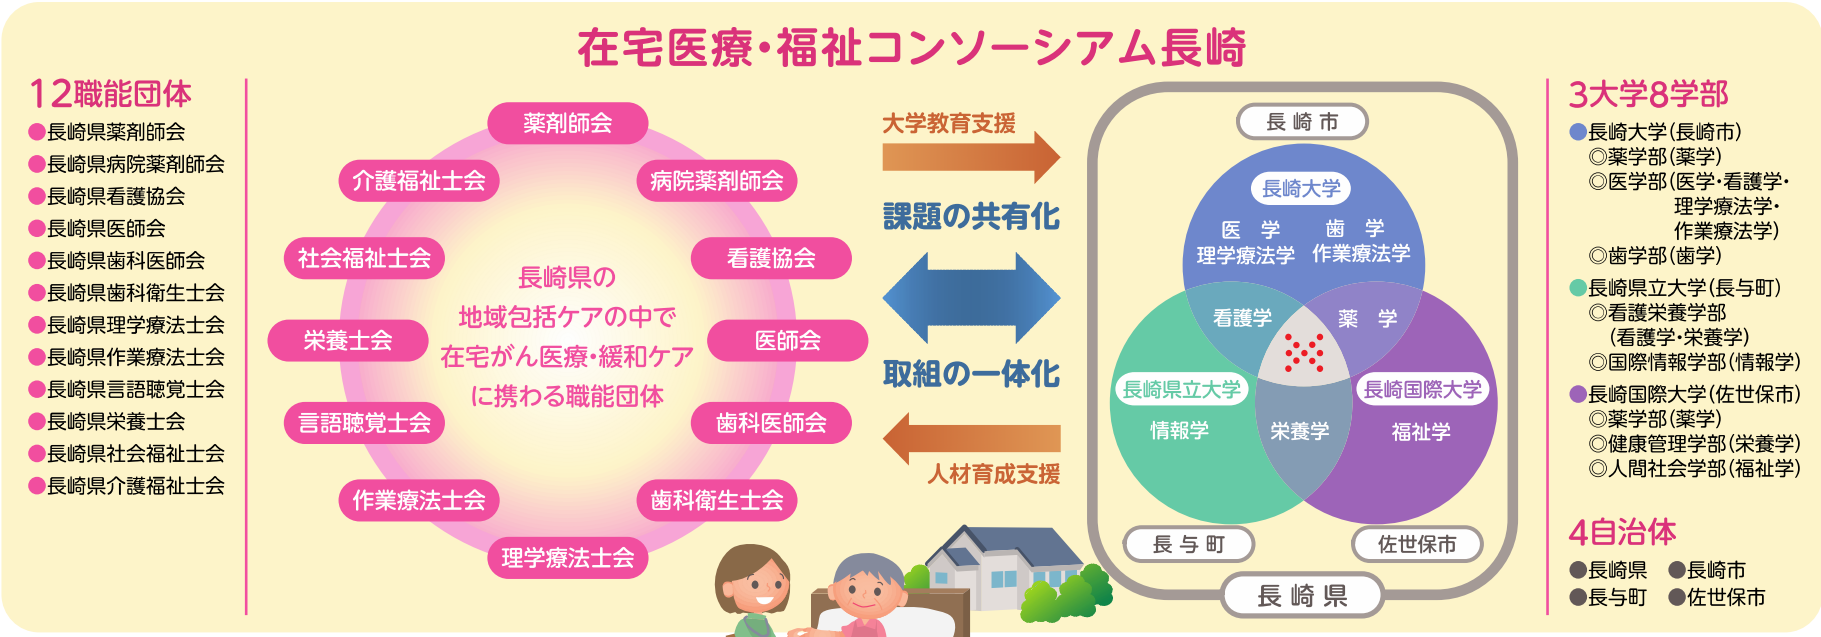 在宅医療・福祉コンソーシアム長崎
12職能団体
●長崎県薬剤師会
●長崎県病院薬剤師会
●長崎県看護協会
●長崎県医師会
●長崎県歯科医師会
●長崎県歯科衛生士会
●長崎県理学療法士会
●長崎県作業療法士会
●長崎県言語聴覚士会
●長崎県栄養士会
●長崎県社会福祉士会
●長崎県介護福祉士会
薬剤師会
介護福祉士会
病院薬剤師会
社会福祉士会
看護協会
栄養士会
医師会
言語聴覚士会
歯科医師会
作業療法士会
歯科衛生士会
理学療法士会
長崎県の
地域包括ケアの中で
在宅がん医療・緩和ケア
に携わる職能団体
大学教育支援
課題の共有化
取組の一体化
人材育成支援
長崎市
長崎大学
医 学
理学療法学
歯 学
作業療法学
看護学
薬 学
長崎県立大学
情報学
長崎国際大学
福祉学
栄養学
長与町
佐世保市
長崎県
3大学8学部
●長崎大学(長崎市)
◎薬学部(薬学)
◎医学部(医学・看護学・
理学療法学・
作業療法学)
◎歯学部(歯学)
●長崎県立大学(長与町)
◎看護栄養学部
(看護学・栄養学)
◎国際情報学部(情報学)
●長崎国際大学(佐世保市)
◎薬学部(薬学)
◎健康管理学部(栄養学)
◎人間社会学部(福祉学)
4自治体
●長崎県 ●長崎市
●長与町 ●佐世保市